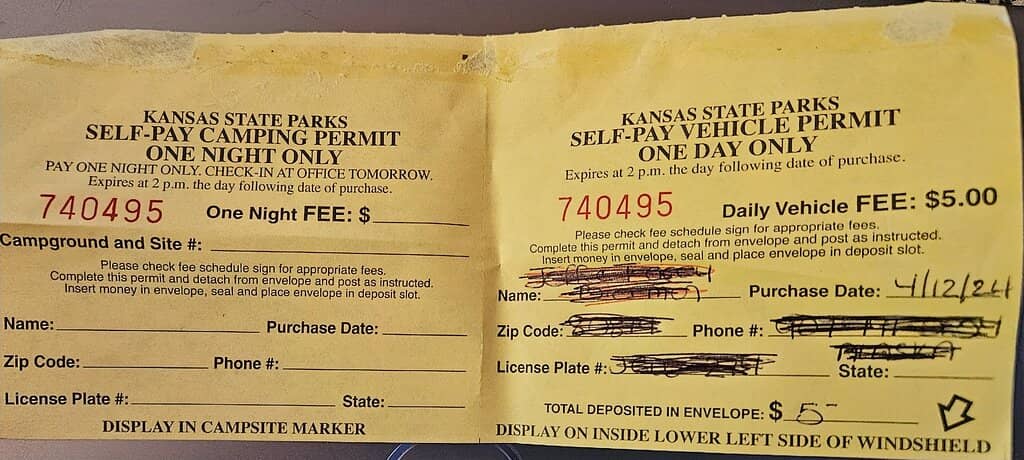 KANSAS STATE PARKS
SELF-PAY CAMPING PERMIT
ONE NIGHT ONLY
PAY ONE NIGHT ONLY. CHECK-IN AT OFFICE TOMORROW.
Expires at 2 p.m. the day following date of purchase.
740495 One Night FEE: $
Campground and Site #:
Please check fee schedule sign for appropriate fees.
Complete this permit and detach from envelope and post as instructed.
Insert money in envelope, seal and place envelope in deposit slot.
Name: Purchase Date:
Zip Code: Phone #:
License Plate #: State:
DISPLAY IN CAMPSITE MARKER
KANSAS STATE PARKS
SELF-PAY VEHICLE PERMIT
ONE DAY ONLY
Expires at 2 p.m. the day following date of purchase.
740495 Daily Vehicle FEE: $5.00
Please check fee schedule sign for appropriate fees.
Complete this permit and detach from envelope and post as instructed.
Insert money in envelope, seal and place envelope in deposit slot.
Name: Purchase Date: 4/12/24
Zip Code: Phone #:
License Plate #: State:
TOTAL DEPOSITED IN ENVELOPE: $ 5-
DISPLAY ON INSIDE LOWER LEFT SIDE OF WINDSHIELD